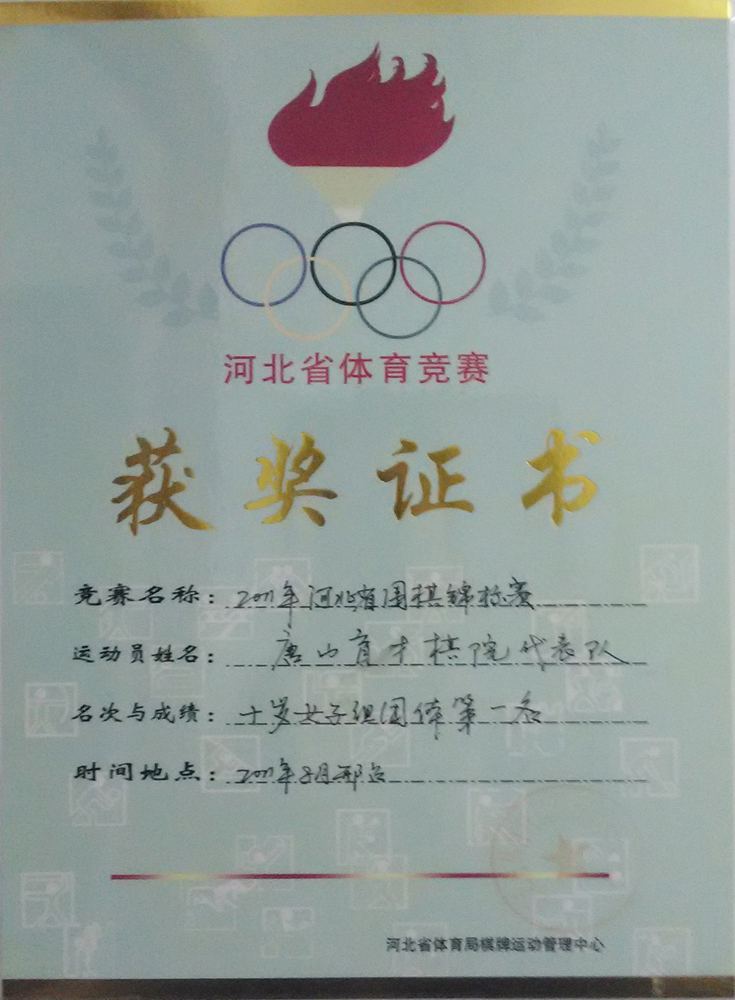 河北省体育竞赛
获奖证书
竞赛名称：2011年河北省围棋锦标赛
运动员姓名：唐山育才棋院代表队
名次与成绩：十岁女子组团体第一名
时间地点：2011年8月邢台
河北省体育局棋牌运动管理中心